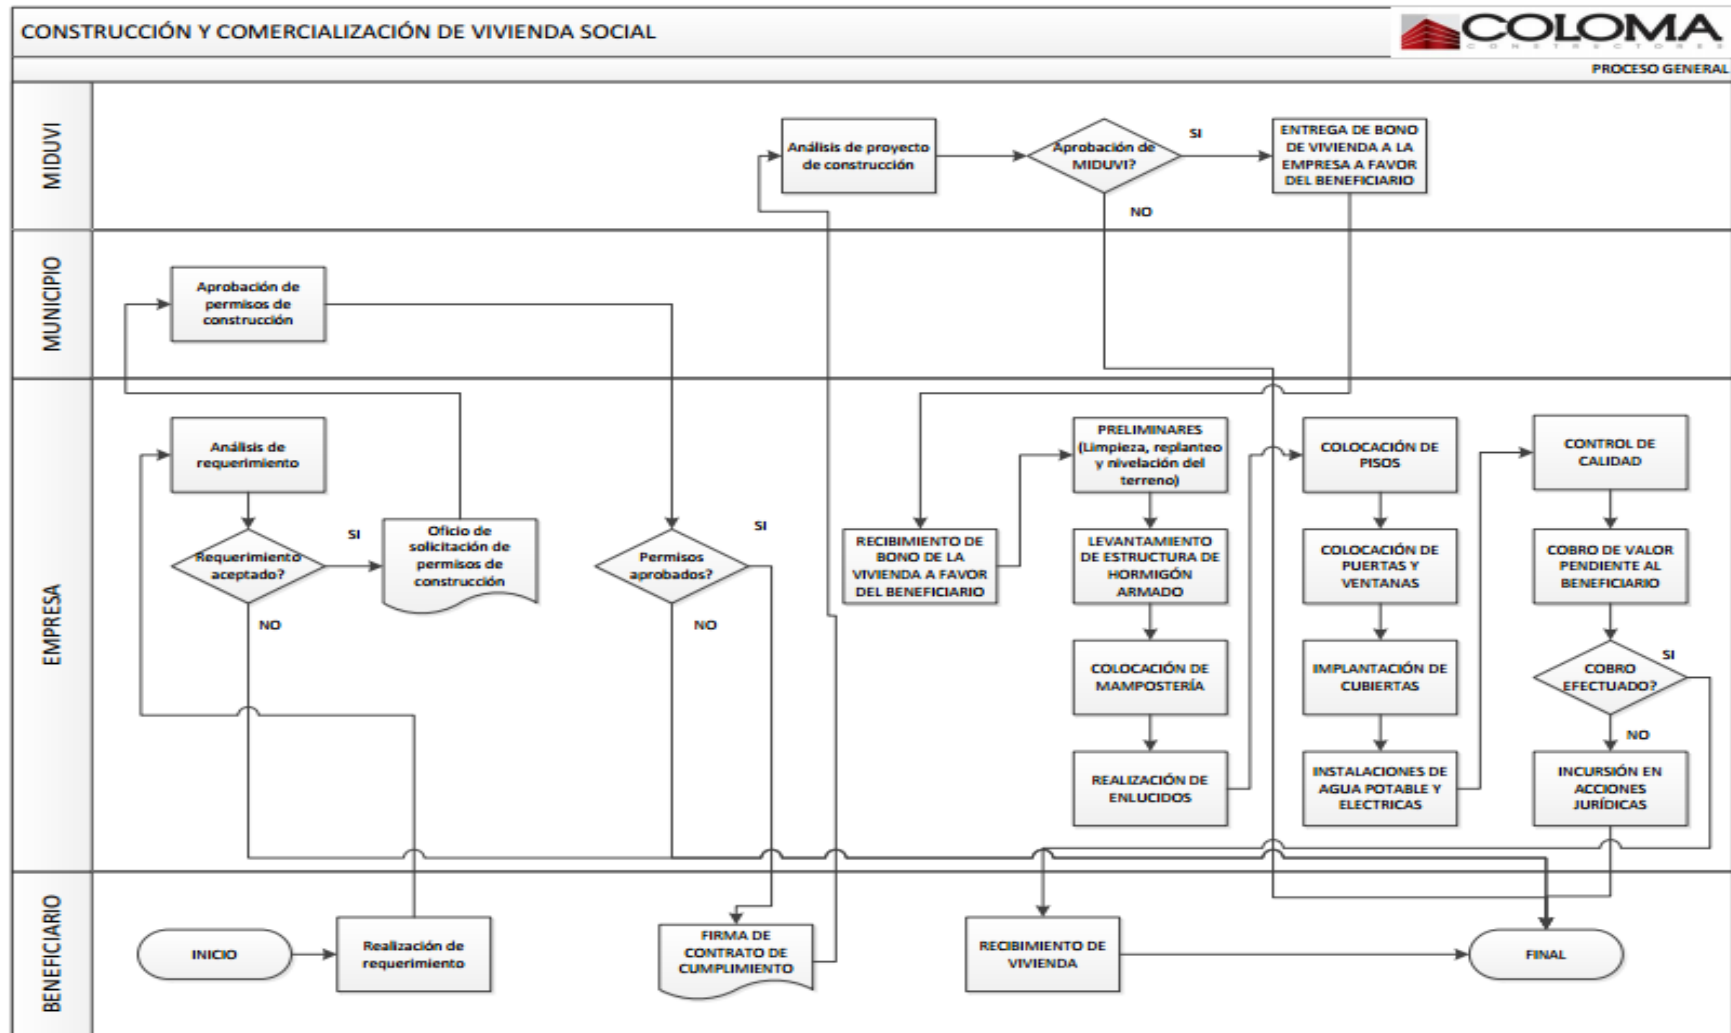 CONSTRUCCIÓN Y COMERCIALIZACIÓN DE VIVIENDA SOCIAL
COLOMA
CONSTRUCTORES
PROCESO GENERAL
MIDUVI
Análisis de proyecto
de construcción
Aprobación de
MIDUVI?
SI
NO
ENTREGA DE BONO
DE VIVIENDA A LA
EMPRESA A FAVOR
DEL BENEFICIARIO
MUNICIPIO
Aprobación de
permisos de
construcción
EMPRESA
Análisis de
requerimiento
Requerimiento
aceptado?
SI
NO
Oficio de
solicitación de
permisos de
construcción
Permisos
aprobados?
SI
NO
RECIBIMIENTO DE
BONO DE LA
VIVIENDA A FAVOR
DEL BENEFICIARIO
PRELIMINARES
(Limpieza, replanteo
y nivelación del
terreno)
LEVANTAMIENTO
DE ESTRUCTURA DE
HORMIGÓN
ARMADO
COLOCACIÓN DE
MAMPOSTERÍA
REALIZACIÓN DE
ENLUCIDOS
COLOCACIÓN DE
PISOS
COLOCACIÓN DE
PUERTAS Y
VENTANAS
IMPLANTACIÓN DE
CUBIERTAS
INSTALACIONES DE
AGUA POTABLE Y
ELECTRICAS
CONTROL DE
CALIDAD
COBRO DE VALOR
PENDIENTE AL
BENEFICIARIO
COBRO
EFECTUADO?
SI
NO
INCURSIÓN EN
ACCIONES
JURÍDICAS
BENEFICIARIO
INICIO
Realización de
requerimiento
FIRMA DE
CONTRATO DE
CUMPLIMIENTO
RECIBIMIENTO DE
VIVIENDA
FINAL